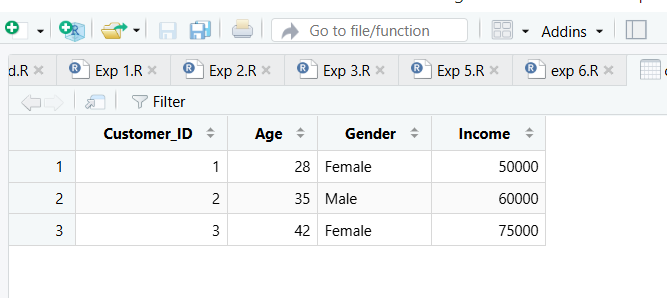 Go to file/function Addins
d.R Exp 1.R Exp 2.R Exp 3.R Exp 5.R exp 6.R
Filter
Customer_ID Age Gender Income
1 1 28 Female 50000
2 2 35 Male 60000
3 3 42 Female 75000